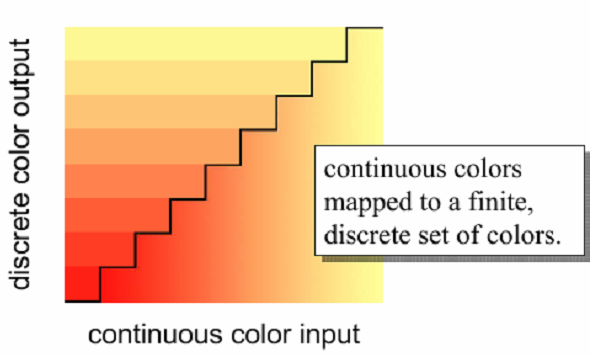 discrete color output
continuous colors
mapped to a finite,
discrete set of colors.
continuous color input